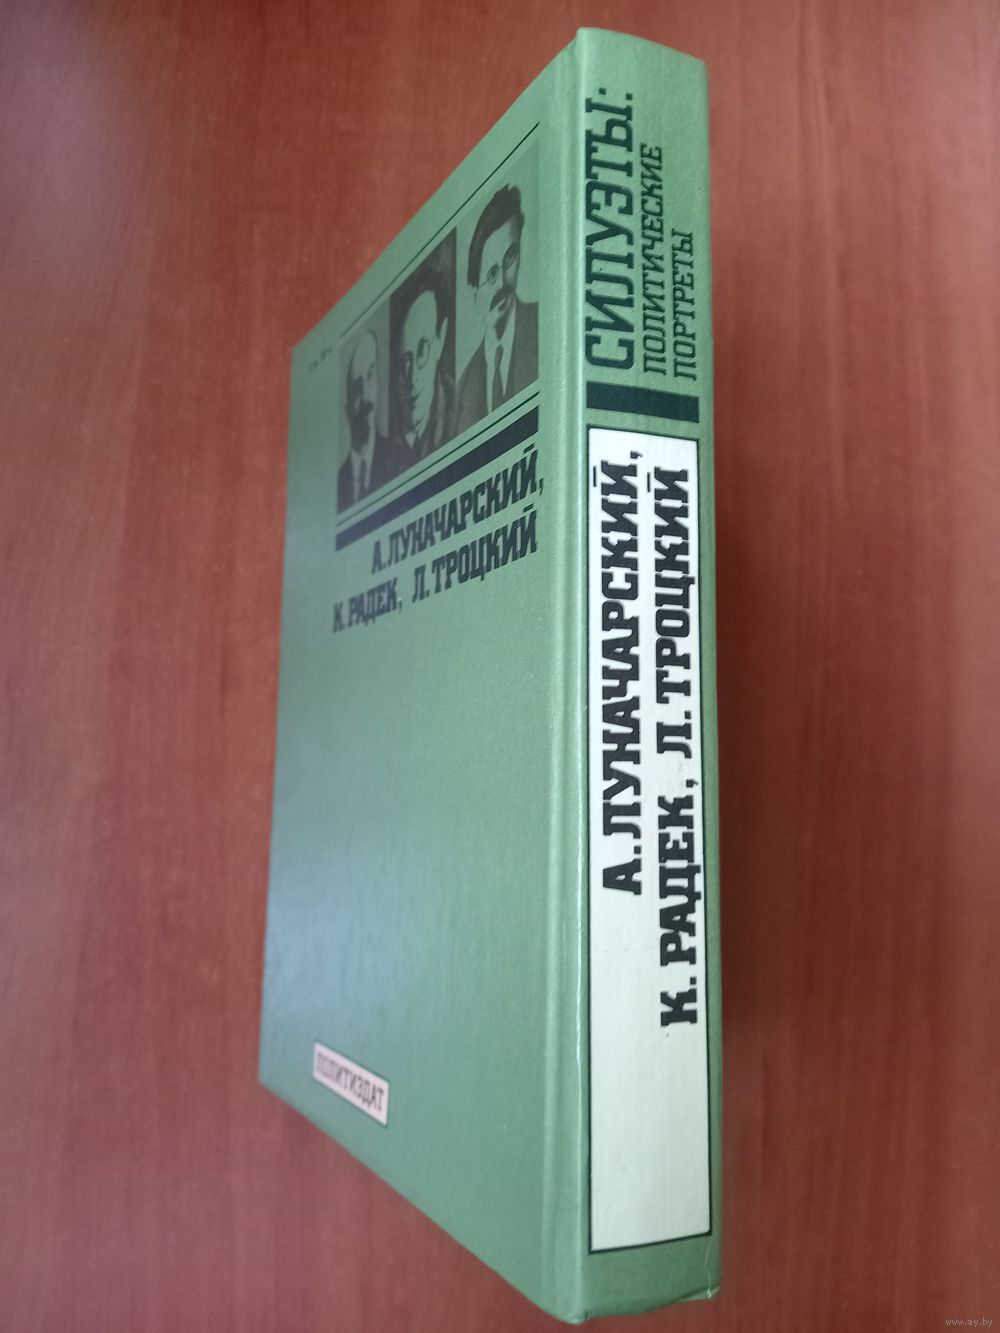 СИЛУЭТЫ:
ПОЛИТИЧЕСКИЕ
ПОРТРЕТЫ
А. ЛУНАЧАРСКИЙ,
К. РАДЕК, Л. ТРОЦКИЙ
А. ЛУНАЧАРСКИЙ,
К. РАДЕК, Л. ТРОЦКИЙ
ПОЛИТИЗДАТ
www.ay.by